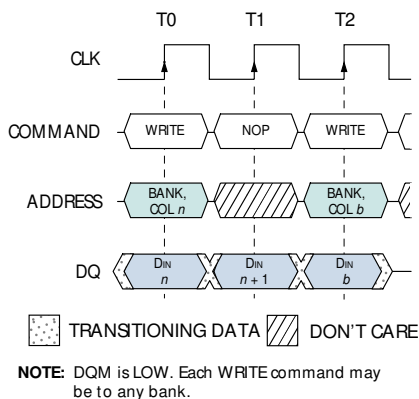 T0 T1 T2
CLK
COMMAND WRITE NOP WRITE
ADDRESS BANK, COL n BANK, COL b
DQ DIN n DIN n + 1 DIN b
TRANSITIONING DATA DON'T CARE
NOTE: DQM is LOW. Each WRITE command may
be to any bank.